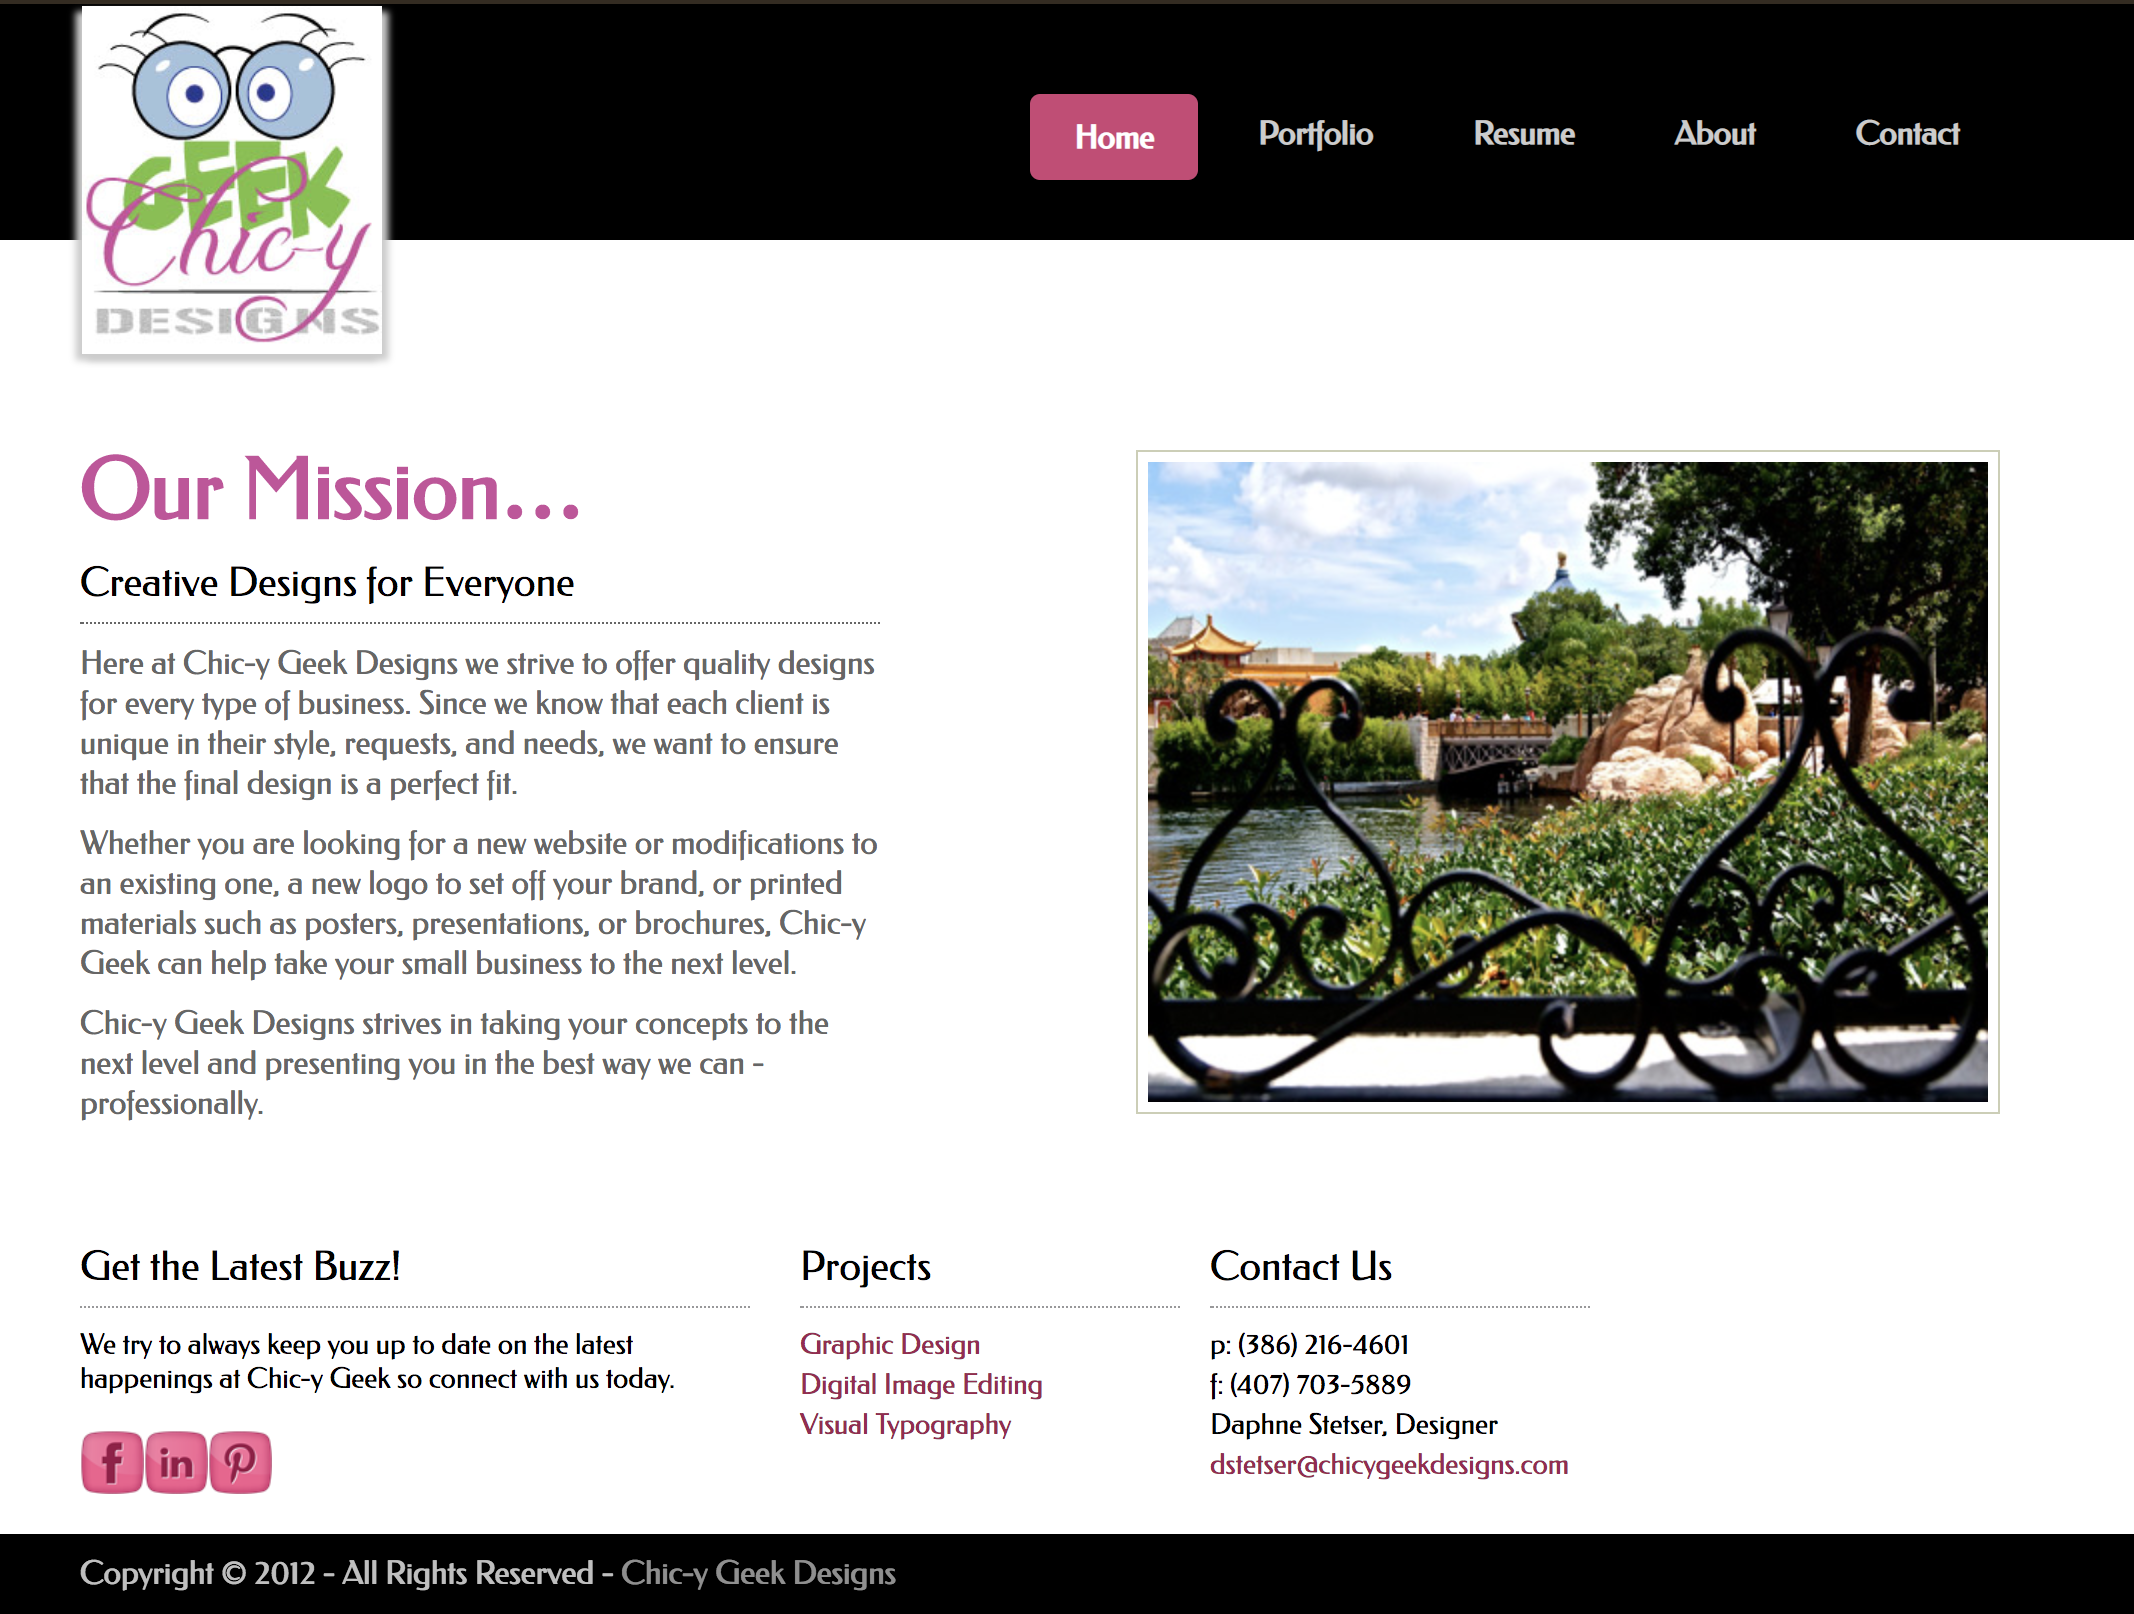 GEEK
Chic-y
DESIGNS
Home
Portfolio
Resume
About
Contact
Our Mission...
Creative Designs for Everyone
Here at Chic-y Geek Designs we strive to offer quality designs
for every type of business. Since we know that each client is
unique in their style, requests, and needs, we want to ensure
that the final design is a perfect fit.
Whether you are looking for a new website or modifications to
an existing one, a new logo to set off your brand, or printed
materials such as posters, presentations, or brochures, Chic-y
Geek can help take your small business to the next level.
Chic-y Geek Designs strives in taking your concepts to the
next level and presenting you in the best way we can -
professionally.
Get the Latest Buzz!
We try to always keep you up to date on the latest
happenings at Chic-y Geek so connect with us today.
f in P
Projects
Graphic Design
Digital Image Editing
Visual Typography
Contact Us
p: (386) 216-4601
f: (407) 703-5889
Daphne Stetser, Designer
dstetser@chicygeekdesigns.com
Copyright © 2012 - All Rights Reserved - Chic-y Geek Designs